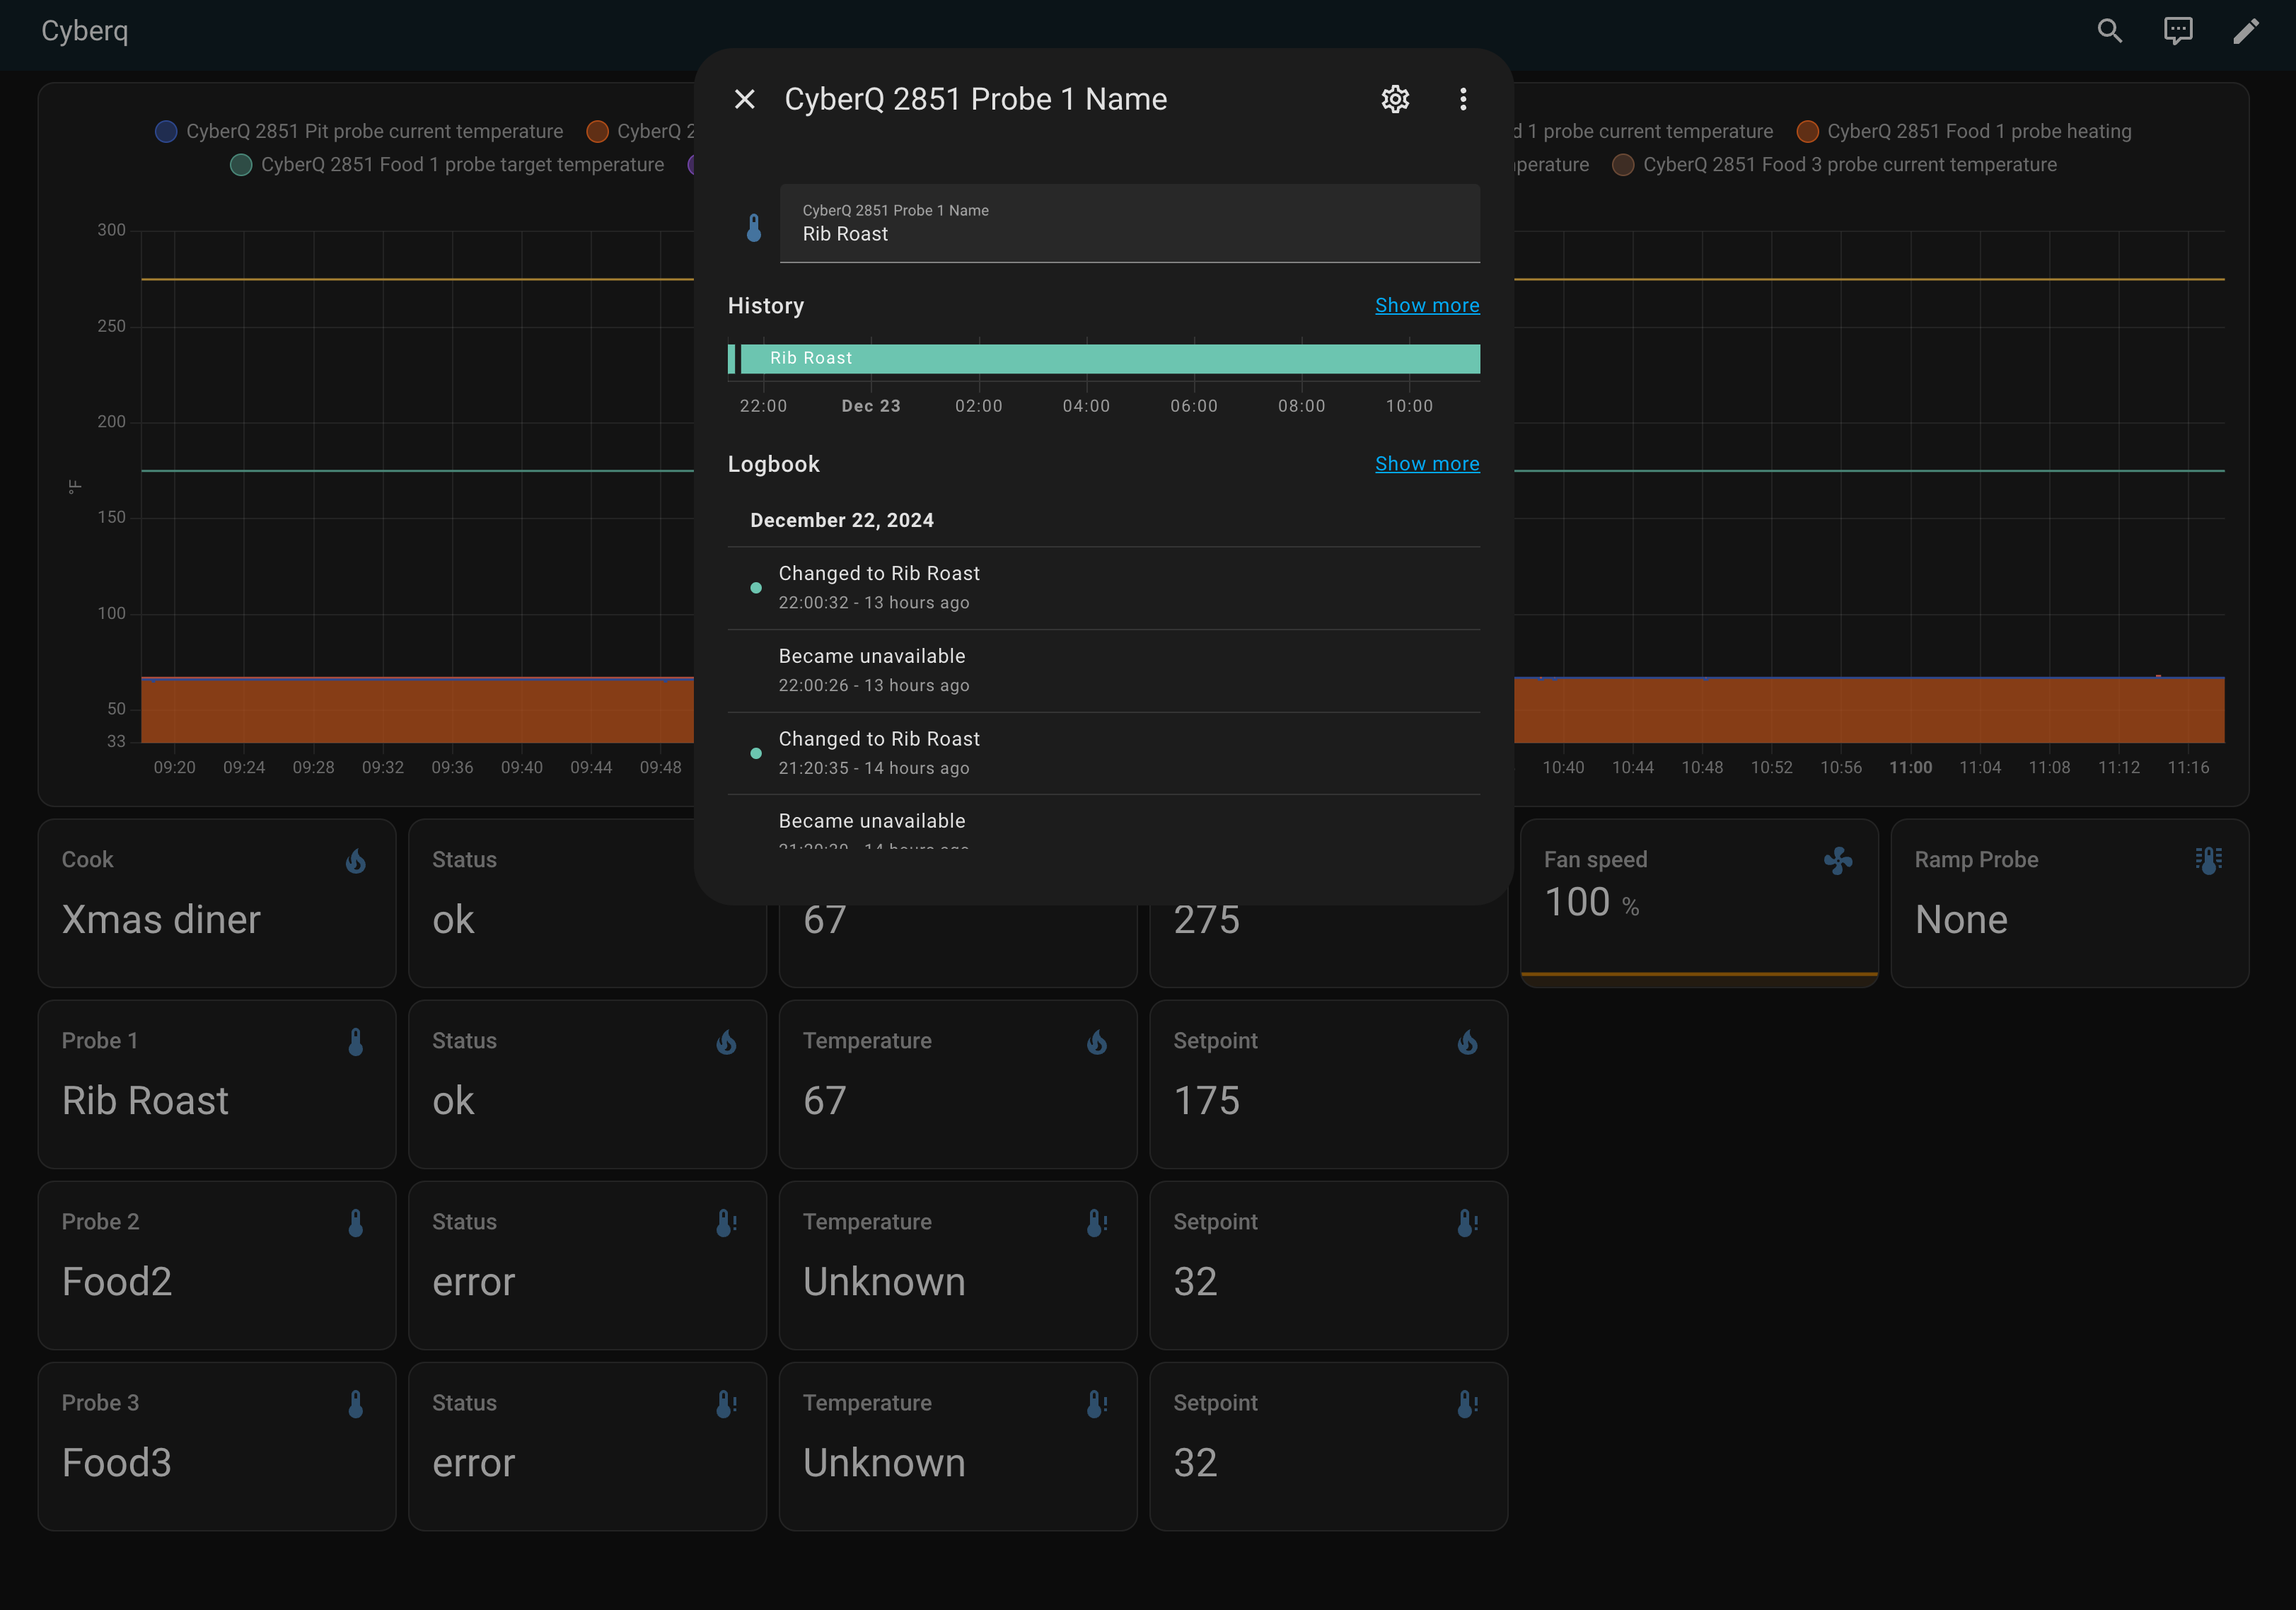 Cyberq
CyberQ 2851 Pit probe current temperature CyberQ 2 d 1 probe current temperature CyberQ 2851 Food 1 probe heating
CyberQ 2851 Food 1 probe target temperature perature CyberQ 2851 Food 3 probe current temperature
°F
300
250
200
150
100
50
33
09:20 09:24 09:28 09:32 09:36 09:40 09:44 09:48 10:40 10:44 10:48 10:52 10:56 11:00 11:04 11:08 11:12 11:16
CyberQ 2851 Probe 1 Name
CyberQ 2851 Probe 1 Name
Rib Roast
History Show more
Rib Roast
22:00 Dec 23 02:00 04:00 06:00 08:00 10:00
Logbook Show more
December 22, 2024
Changed to Rib Roast
22:00:32 - 13 hours ago
Became unavailable
22:00:26 - 13 hours ago
Changed to Rib Roast
21:20:35 - 14 hours ago
Became unavailable
Cook Status Fan speed Ramp Probe
Xmas diner ok 67 275 100 % None
Probe 1 Status Temperature Setpoint
Rib Roast ok 67 175
Probe 2 Status Temperature Setpoint
Food2 error Unknown 32
Probe 3 Status Temperature Setpoint
Food3 error Unknown 32